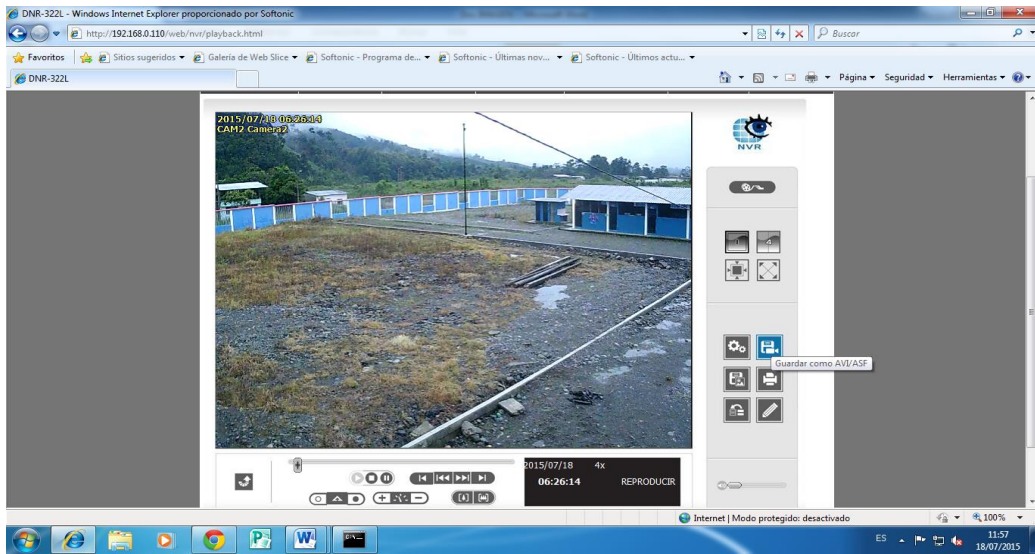 DNR-322L - Windows Internet Explorer proporcionado por Softonic
http://192.168.0.110/web/nvr/playback.html
Buscar
Favoritos
Sitios sugeridos
Galería de Web Slice
Softonic - Programa de...
Softonic - Últimas nov...
Softonic - Últimos actu...
DNR-322L
Página
Seguridad
Herramientas
2015/07/18 06:26:14
CAM2 Camera2
NVR
1
4
Guardar como AVI/ASF
2015/07/18 4x
06:26:14 REPRODUCIR
Internet | Modo protegido: desactivado
100%
ES
11:57
18/07/2015